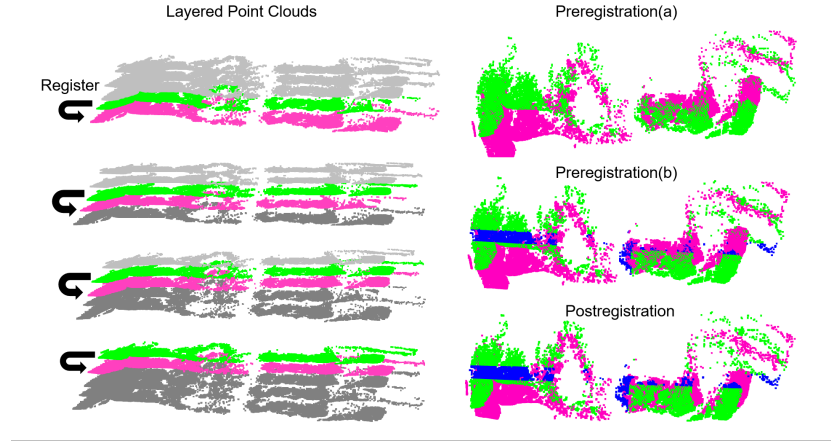 Layered Point Clouds
Preregistration(a)
Register
Preregistration(b)
Postregistration